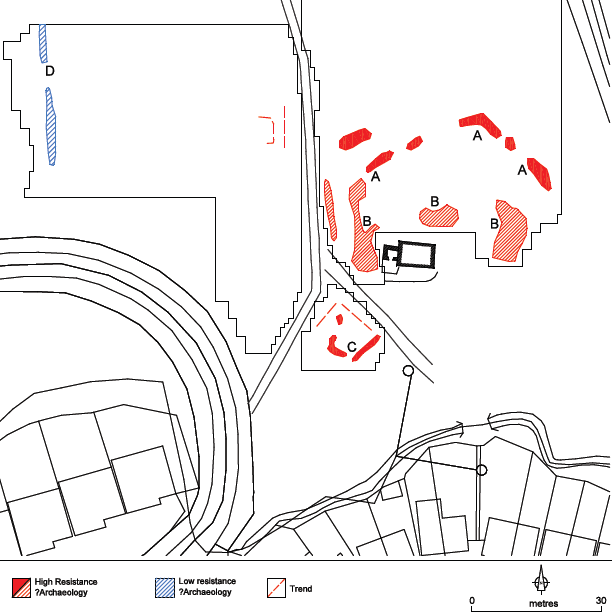 D
A
A
A
B
B
B
C
High Resistance
?Archaeology
Low resistance
?Archaeology
Trend
0 30
metres